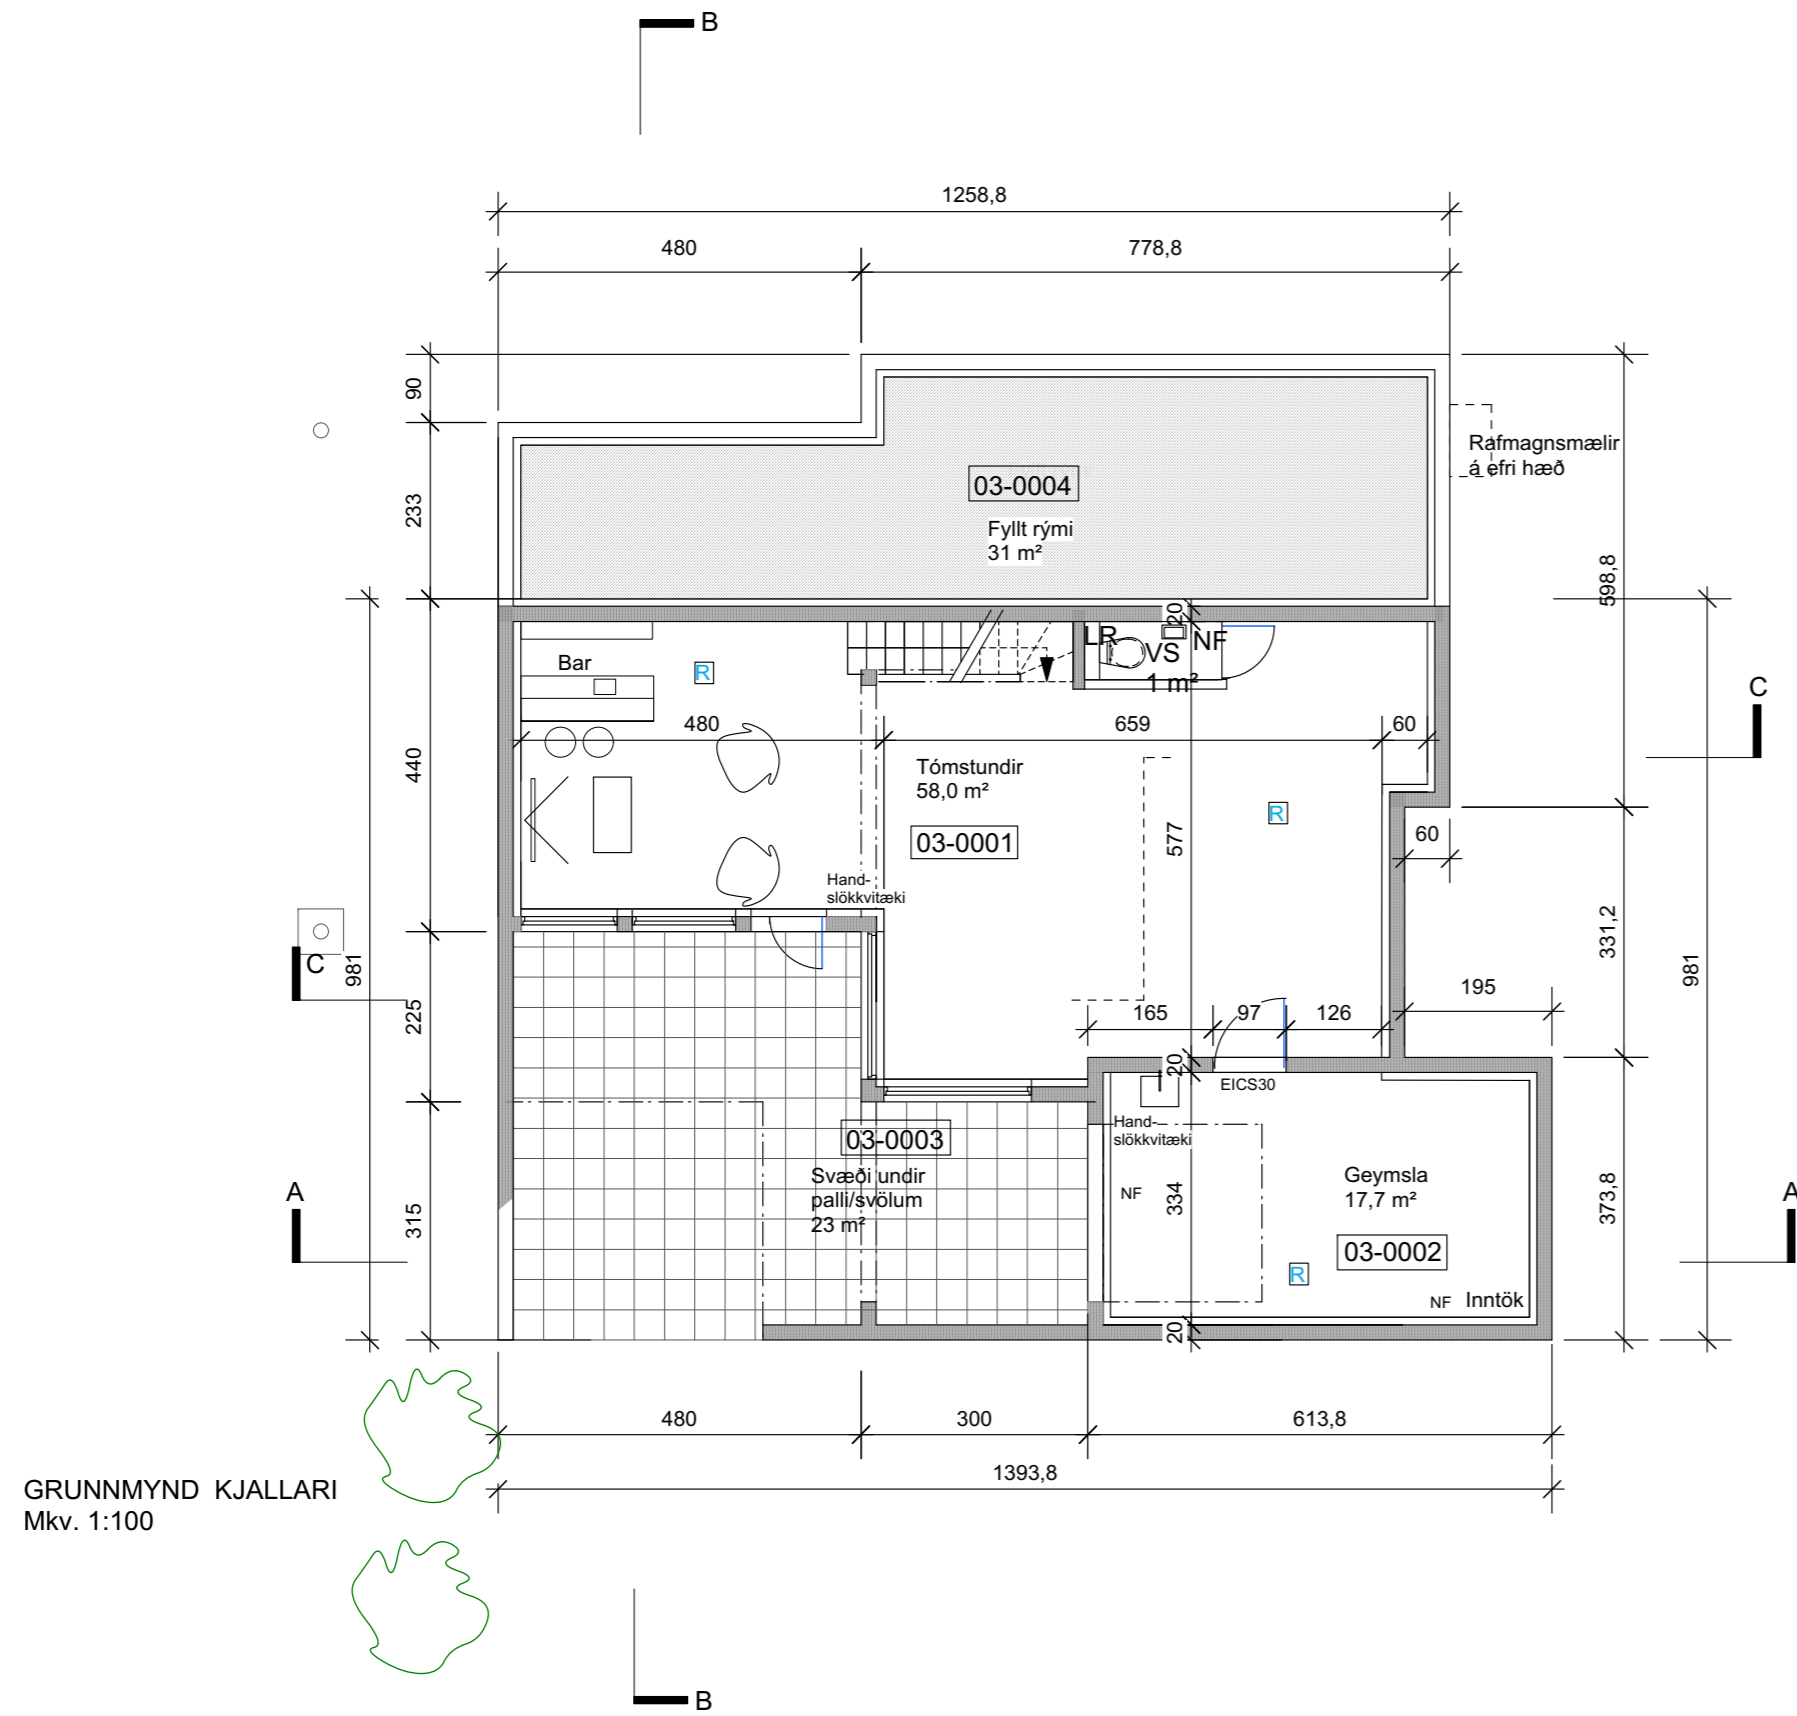 B
1258,8
480
778,8
90
233
440
225
315
981
03-0004
Fyllt rými
31 m²
Rafmagnsmælir
á efri hæð
598,8
331,2
373,8
981
20
LR
VS
NF
1 m²
Bar
R
480
659
60
C
Tómstundir
58,0 m²
03-0001
577
R
60
Hand-
slökkvitæki
C
195
165
97
126
20
EICS30
03-0003
Svæði undir
palli/svölum
23 m²
Hand-
slökkvitæki
NF
334
Geymsla
17,7 m²
03-0002
R
NF
Inntök
20
A
A
480
300
613,8
1393,8
GRUNNMYND KJALLARI
Mkv. 1:100
B